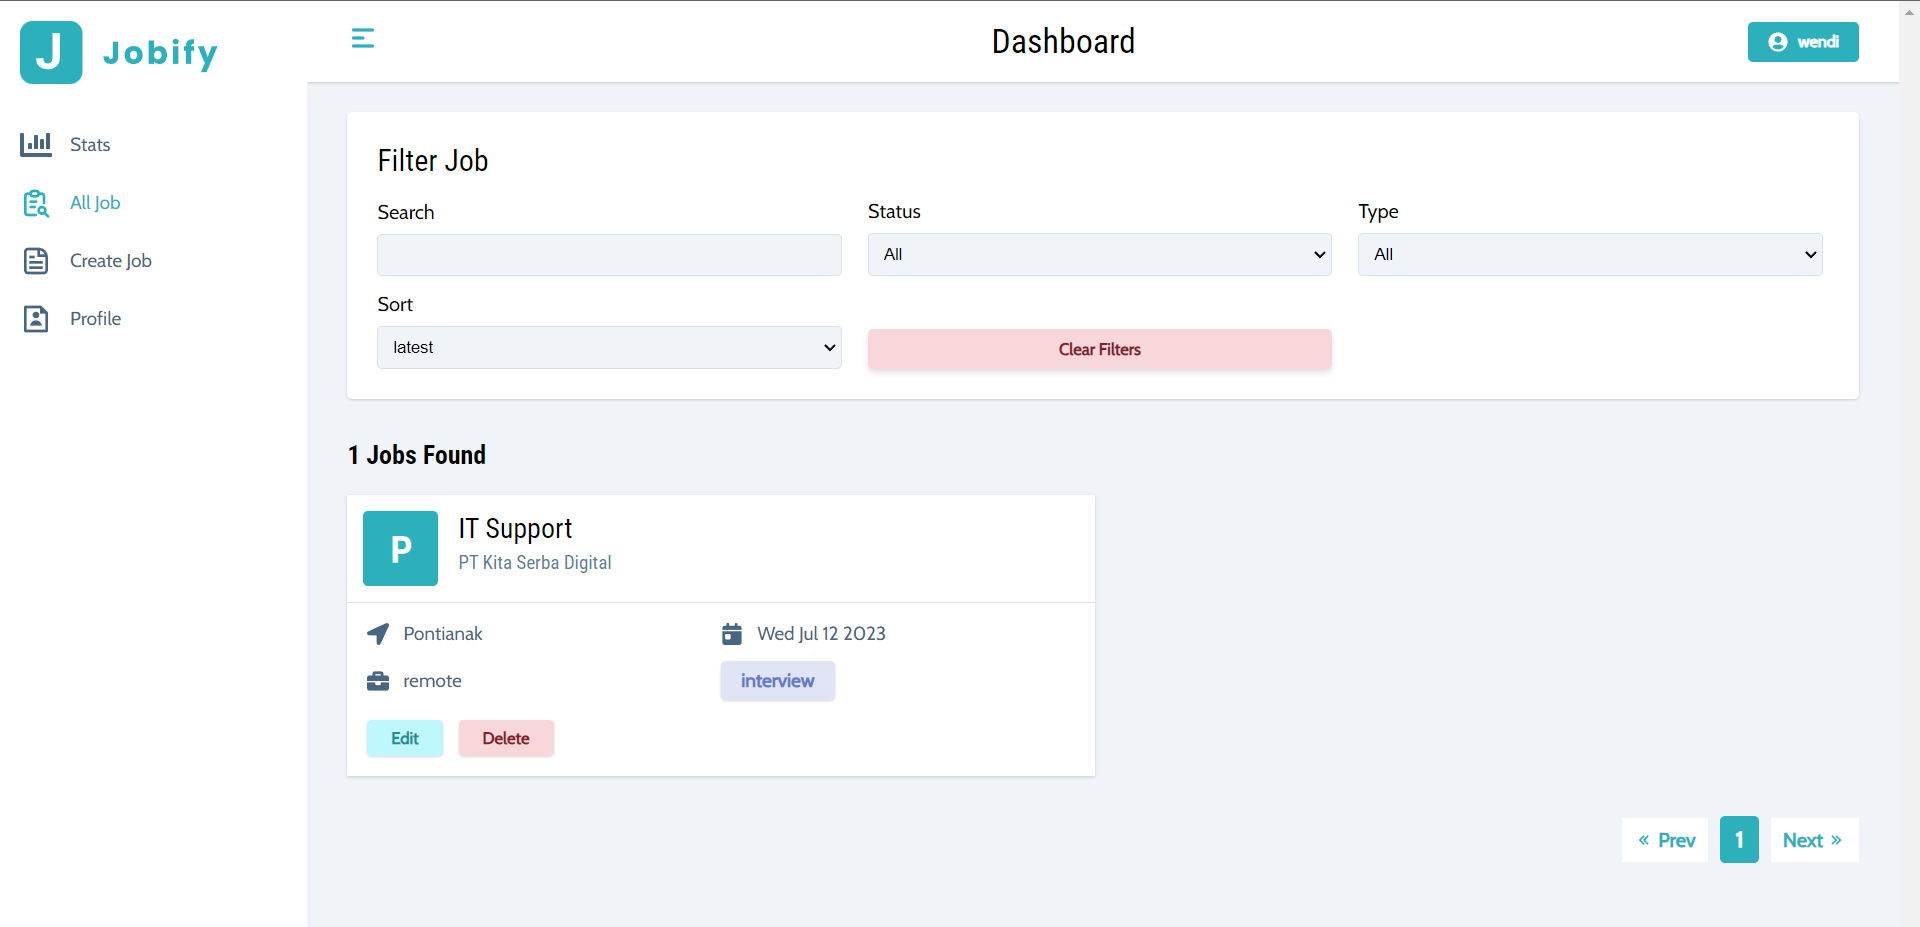 J Jobify
Dashboard
wendi
Stats
All Job
Create Job
Profile
Filter Job
Search
Status
All
Type
All
Sort
latest
Clear Filters
1 Jobs Found
P
IT Support
PT Kita Serba Digital
Pontianak
Wed Jul 12 2023
remote
interview
Edit
Delete
« Prev
1
Next »